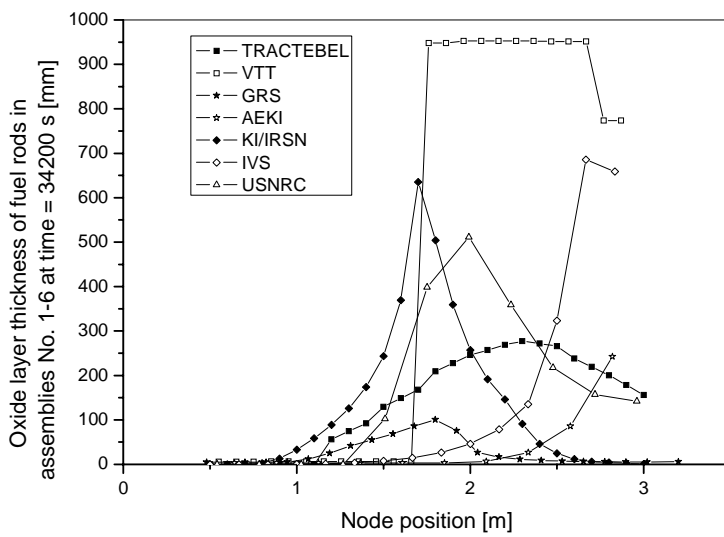 Oxide layer thickness of fuel rods in
assemblies No. 1-6 at time = 34200 s [mm]
1000
900
800
700
600
500
400
300
200
100
0
TRACTEBEL
VTT
GRS
AEKI
KI/IRSN
IVS
USNRC
0 1 2 3
Node position [m]